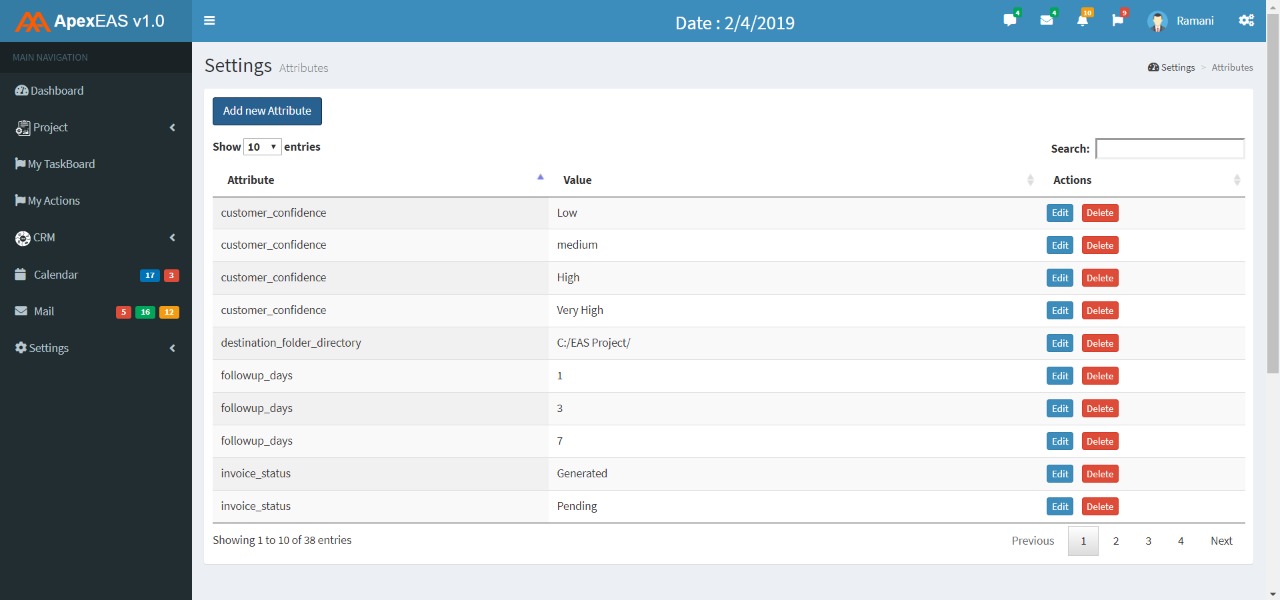 ApexEAS v1.0
Date : 2/4/2019
4
4
10
9
Ramani
MAIN NAVIGATION
Dashboard
Project
My TaskBoard
My Actions
CRM
Calendar 17 3
Mail 5 16 12
Settings
Settings Attributes
Settings > Attributes
Add new Attribute
Show 10 entries
Search:
Attribute Value Actions
customer_confidence Low Edit Delete
customer_confidence medium Edit Delete
customer_confidence High Edit Delete
customer_confidence Very High Edit Delete
destination_folder_directory C:/EAS Project/ Edit Delete
followup_days 1 Edit Delete
followup_days 3 Edit Delete
followup_days 7 Edit Delete
invoice_status Generated Edit Delete
invoice_status Pending Edit Delete
Showing 1 to 10 of 38 entries
Previous 1 2 3 4 Next